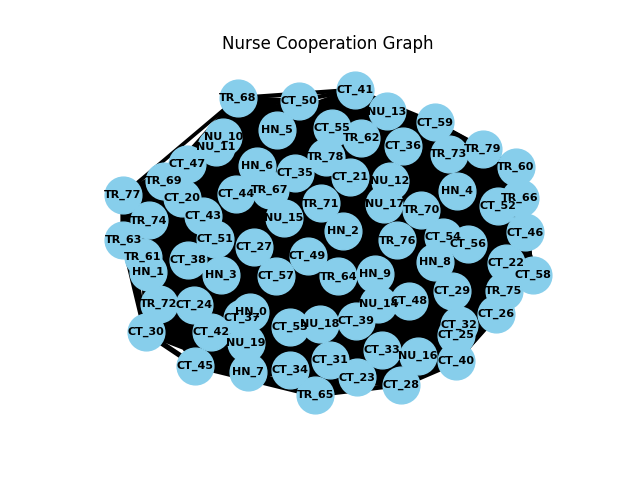 Nurse Cooperation Graph
CT_41
TR_68
CT_50
NU_13
CT_59
CT_55
HN_5
NU_10
TR_62
CT_36
NU_11
TR_79
TR_73
TR_78
CT_47
HN_6
TR_60
CT_35
CT_21
TR_69
NU_12
TR_67
HN_4
CT_44
TR_77
CT_20
TR_66
TR_71
NU_17
CT_52
TR_70
CT_43
NU_15
TR_74
HN_2
CT_46
CT_54
CT_51
TR_63
TR_76
CT_56
CT_27
CT_49
TR_61
CT_38
HN_8
CT_22
HN_1
HN_3
HN_9
CT_57
TR_64
CT_58
CT_29
TR_75
CT_48
TR_72
NU_14
CT_24
HN_0
CT_26
CT_37
CT_39
NU_18
CT_32
CT_53
CT_30
CT_42
CT_25
NU_19
CT_33
NU_16
CT_31
CT_40
CT_45
CT_34
HN_7
CT_23
CT_28
TR_65